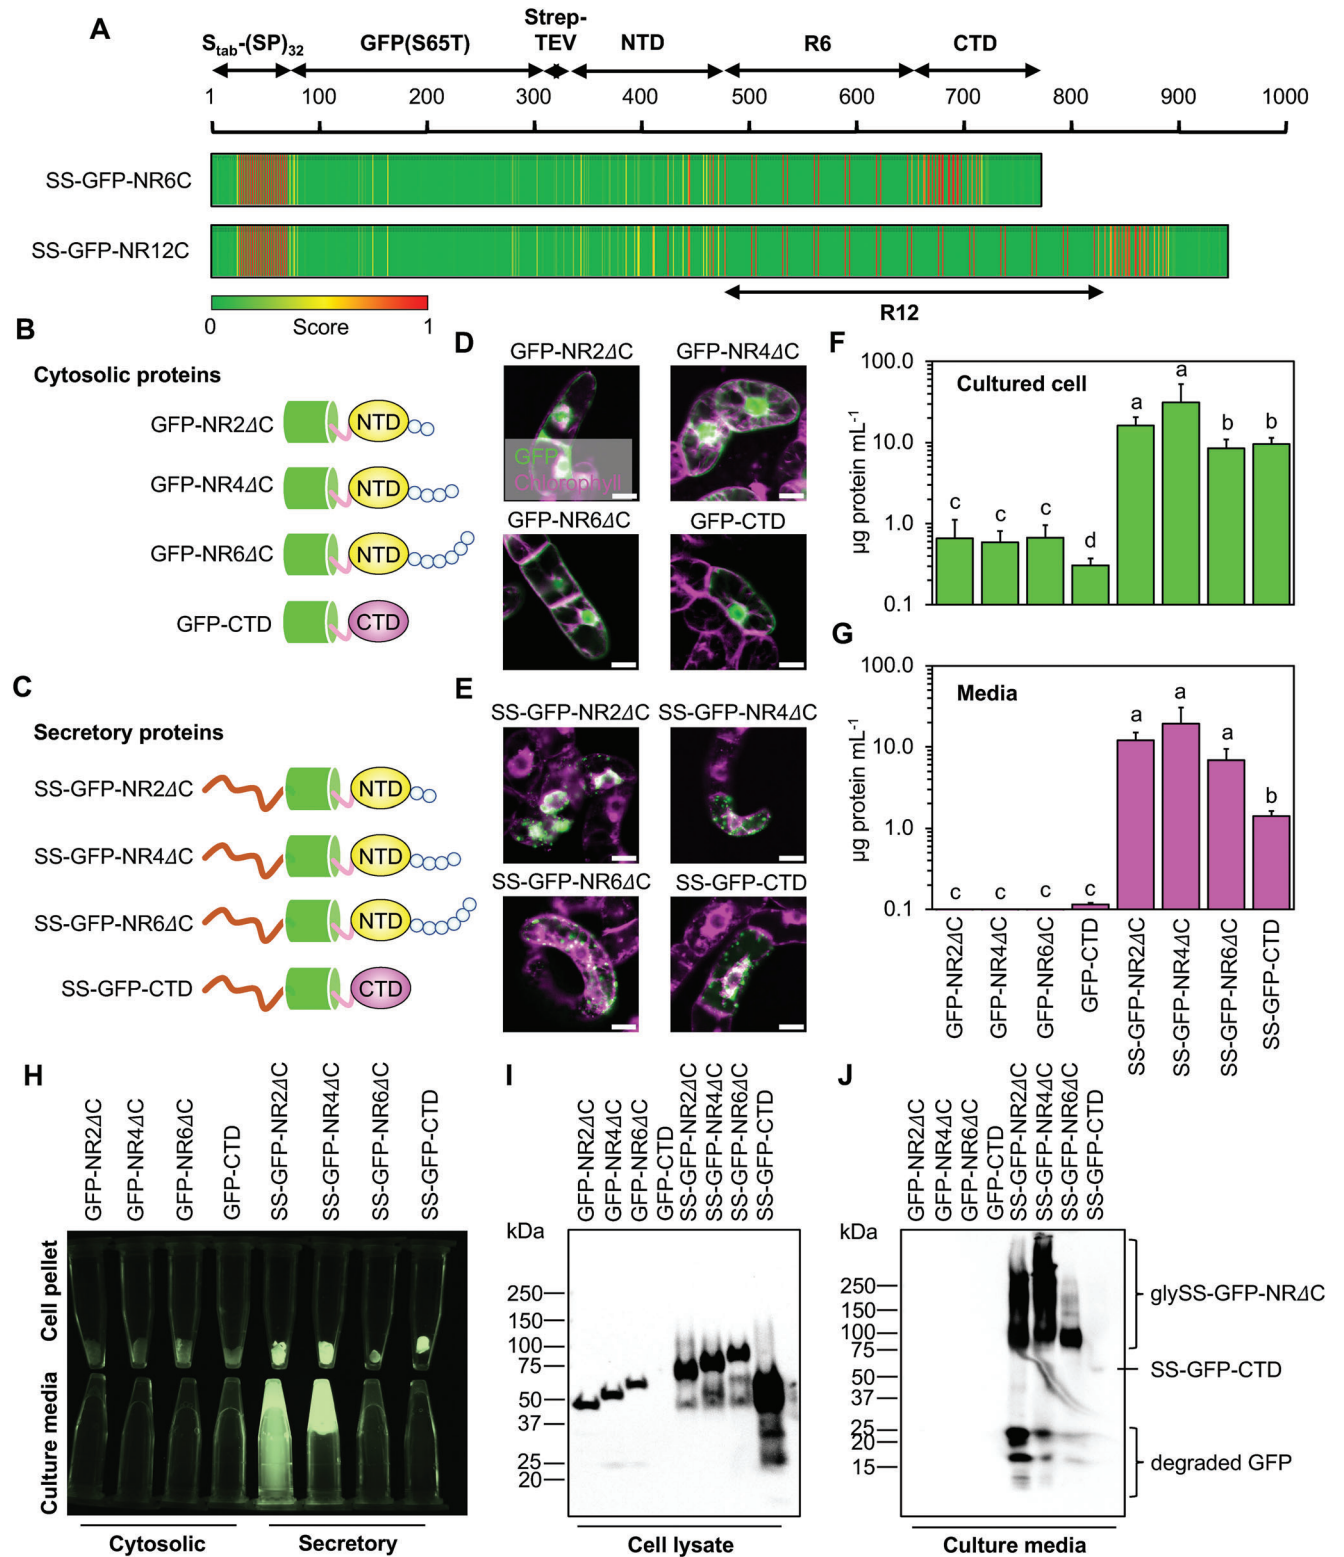 A
Stab-(SP)32
GFP(S65T)
Strep-
TEV
NTD
R6
CTD
1 100 200 300 400 500 600 700 800 900 1000
SS-GFP-NR6C
SS-GFP-NR12C
R12
0 Score 1
B
Cytosolic proteins
GFP-NR2ΔC
NTD
GFP-NR4ΔC
NTD
GFP-NR6ΔC
NTD
GFP-CTD
CTD
C
Secretory proteins
SS-GFP-NR2ΔC
NTD
SS-GFP-NR4ΔC
NTD
SS-GFP-NR6ΔC
NTD
SS-GFP-CTD
CTD
D
GFP-NR2ΔC
GFP-NR4ΔC
GFP
Chlorophyll
GFP-NR6ΔC
GFP-CTD
E
SS-GFP-NR2ΔC
SS-GFP-NR4ΔC
SS-GFP-NR6ΔC
SS-GFP-CTD
F
Cultured cell
µg protein mL-1
100.0
10.0
1.0
0.1
c c c d a a b b
G
Media
µg protein mL-1
100.0
10.0
1.0
0.1
c c c c a a a b
GFP-NR2ΔC
GFP-NR4ΔC
GFP-NR6ΔC
GFP-CTD
SS-GFP-NR2ΔC
SS-GFP-NR4ΔC
SS-GFP-NR6ΔC
SS-GFP-CTD
H
GFP-NR2ΔC
GFP-NR4ΔC
GFP-NR6ΔC
GFP-CTD
SS-GFP-NR2ΔC
SS-GFP-NR4ΔC
SS-GFP-NR6ΔC
SS-GFP-CTD
Cell pellet
Culture media
Cytosolic
Secretory
I
GFP-NR2ΔC
GFP-NR4ΔC
GFP-NR6ΔC
GFP-CTD
SS-GFP-NR2ΔC
SS-GFP-NR4ΔC
SS-GFP-NR6ΔC
SS-GFP-CTD
kDa
250
150
100
75
50
37
25
20
Cell lysate
J
GFP-NR2ΔC
GFP-NR4ΔC
GFP-NR6ΔC
GFP-CTD
SS-GFP-NR2ΔC
SS-GFP-NR4ΔC
SS-GFP-NR6ΔC
SS-GFP-CTD
kDa
250
150
100
75
50
37
25
20
15
glySS-GFP-NRΔC
SS-GFP-CTD
degraded GFP
Culture media